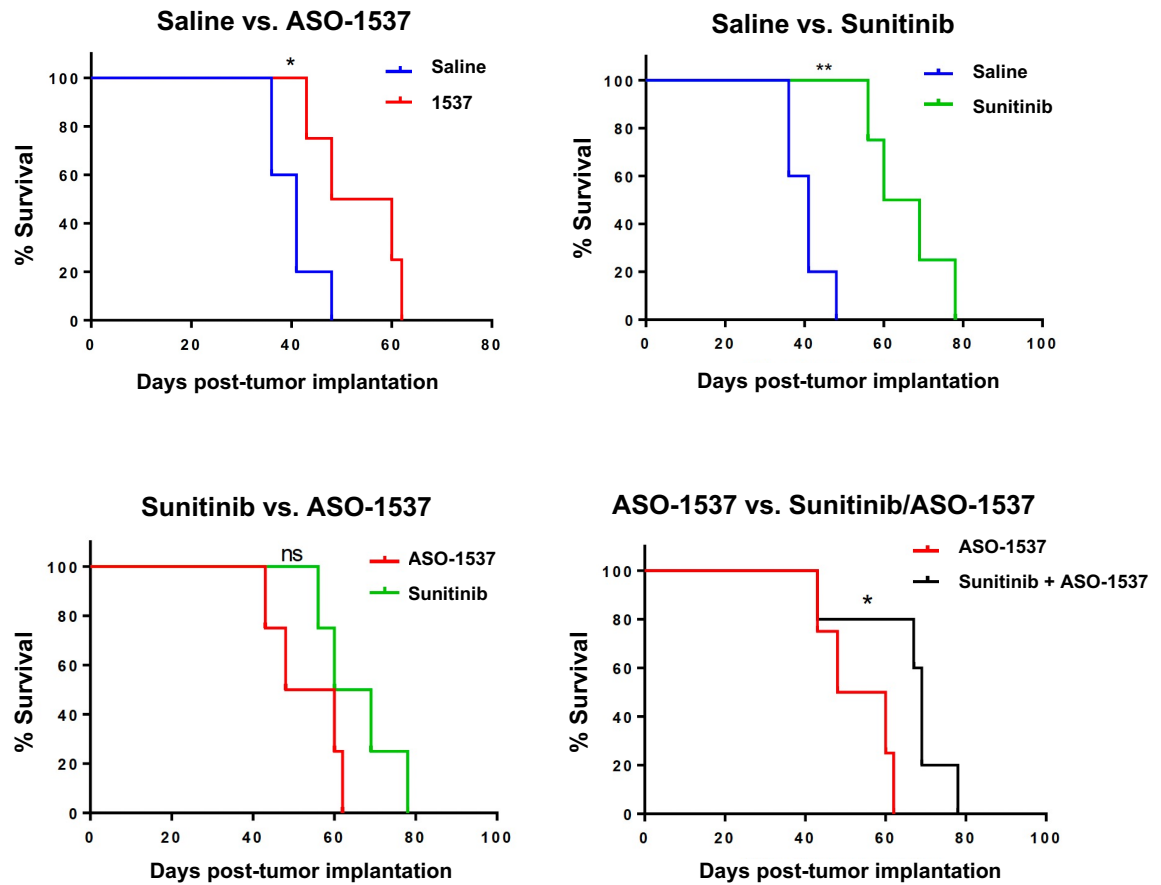 Saline vs. ASO-1537
*
Saline
1537
100
80
60
40
20
0
% Survival
0 20 40 60 80
Days post-tumor implantation
Saline vs. Sunitinib
**
Saline
Sunitinib
100
80
60
40
20
0
% Survival
0 20 40 60 80 100
Days post-tumor implantation
Sunitinib vs. ASO-1537
ns
ASO-1537
Sunitinib
100
80
60
40
20
0
% Survival
0 20 40 60 80 100
Days post-tumor implantation
ASO-1537 vs. Sunitinib/ASO-1537
*
ASO-1537
Sunitinib + ASO-1537
100
80
60
40
20
0
% Survival
0 20 40 60 80 100
Days post-tumor implantation